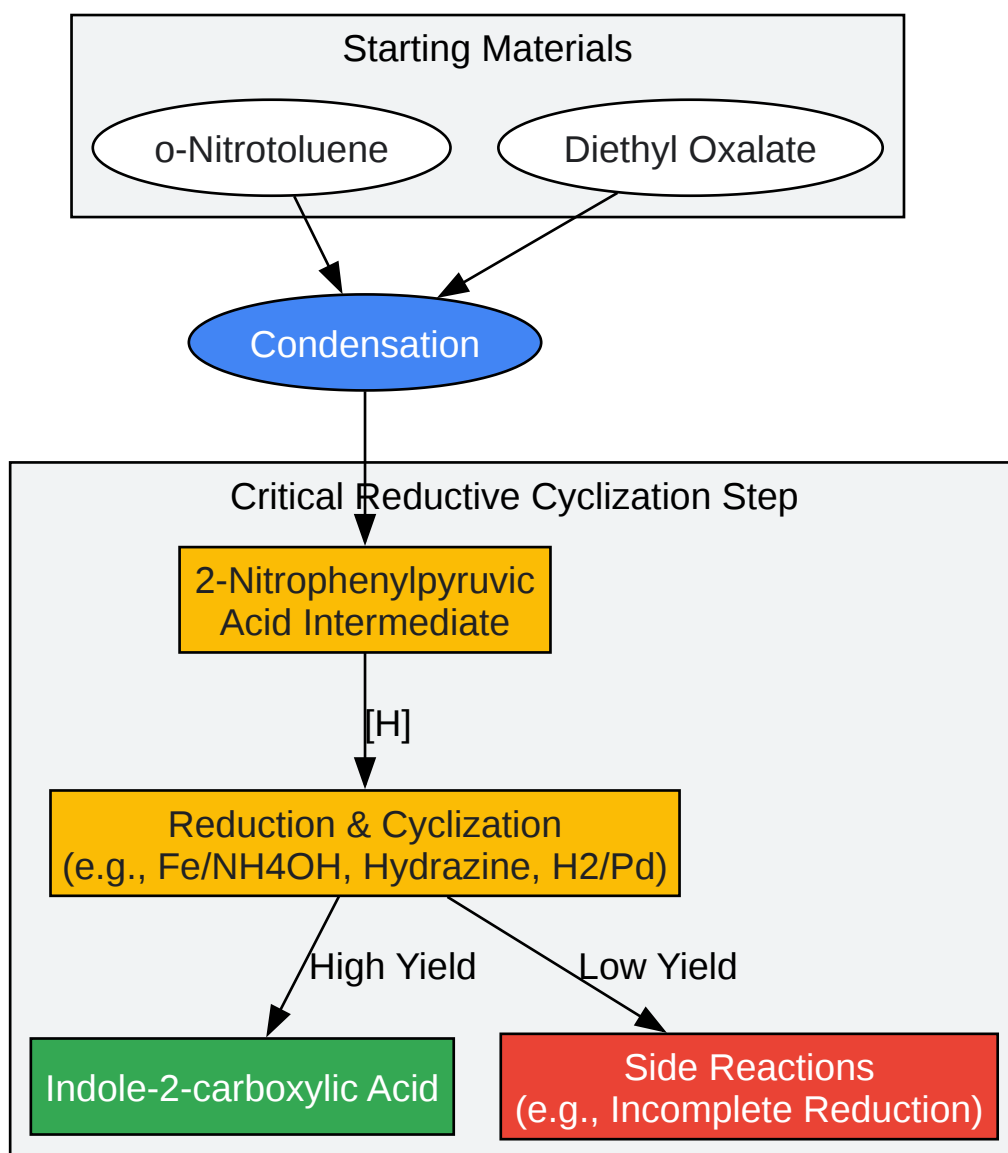 Starting Materials
o-Nitrotoluene
Diethyl Oxalate
Condensation
Critical Reductive Cyclization Step
2-Nitrophenylpyruvic
Acid Intermediate
[H]
Reduction & Cyclization
(e.g., Fe/NH4OH, Hydrazine, H2/Pd)
High Yield
Low Yield
Indole-2-carboxylic Acid
Side Reactions
(e.g., Incomplete Reduction)